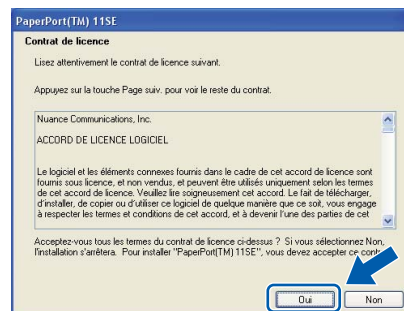 PaperPort(TM) 11SE
Contrat de licence
Lisez attentivement le contrat de licence suivant.
Appuyez sur la touche Page suiv. pour voir le reste du contrat.
Nuance Communications, Inc.
ACCORD DE LICENCE LOGICIEL
Le logiciel et les éléments connexes fournis dans le cadre de cet accord de licence sont
fournis sous licence, et non vendus, et peuvent être utilisés uniquement selon les termes
de cet accord de licence. Veuillez lire soigneusement cet accord. Le fait de télécharger,
d'installer, de copier ou d'utiliser ce logiciel de quelque manière que ce soit, vous engage
à respecter les termes et conditions de cet accord, et à devenir l'une des parties de cet
Acceptez-vous tous les termes du contrat de licence ci-dessus ? Si vous sélectionnez Non,
l'installation s'arrêtera. Pour installer "PaperPort(TM) 11SE", vous devez accepter ce
Oui
Non